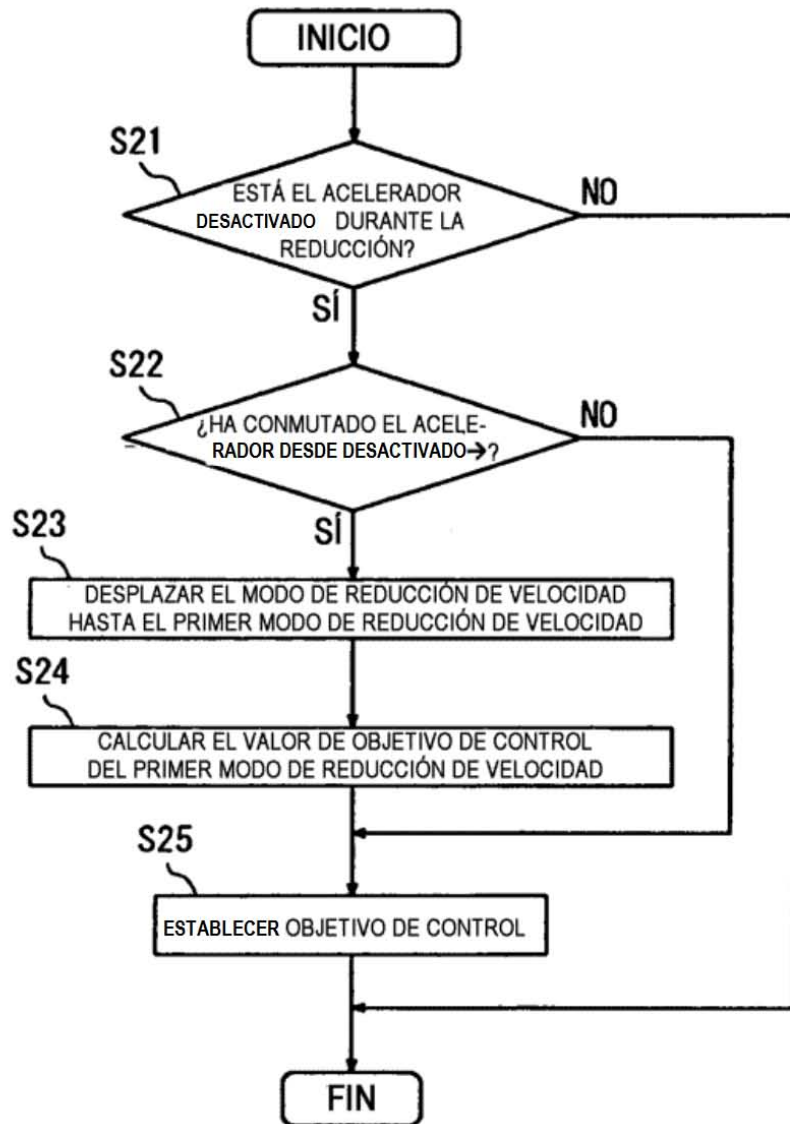 INICIO
S21
ESTÁ EL ACELERADOR
DESACTIVADO DURANTE LA
REDUCCIÓN?
NO
SÍ
S22
¿HA CONMUTADO EL ACELE-
RADOR DESDE DESACTIVADO→?
NO
SÍ
S23
DESPLAZAR EL MODO DE REDUCCIÓN DE VELOCIDAD
HASTA EL PRIMER MODO DE REDUCCIÓN DE VELOCIDAD
S24
CALCULAR EL VALOR DE OBJETIVO DE CONTROL
DEL PRIMER MODO DE REDUCCIÓN DE VELOCIDAD
S25
ESTABLECER OBJETIVO DE CONTROL
FIN